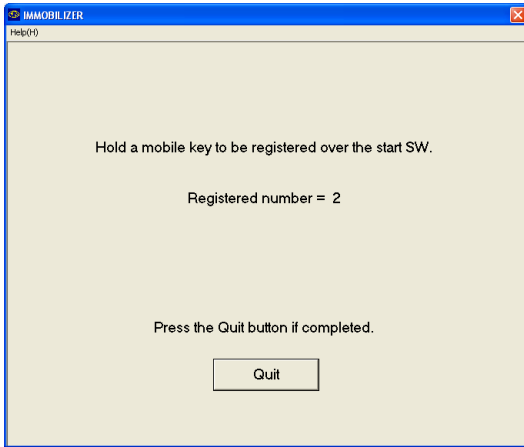 IMMOBILIZER
Help(H)
Hold a mobile key to be registered over the start SW.
Registered number = 2
Press the Quit button if completed.
Quit